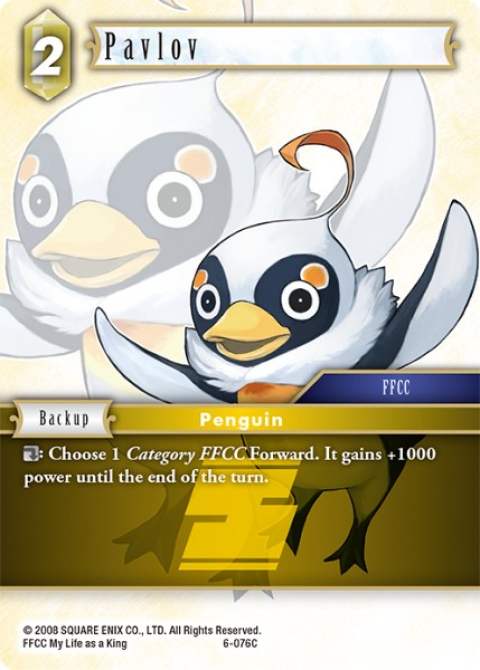 2
Pavlov
FFCC
Backup
Penguin
: Choose 1 Category FFCC Forward. It gains +1000
power until the end of the turn.
© 2008 SQUARE ENIX CO., LTD. All Rights Reserved.
FFCC My Life as a King
6-076C